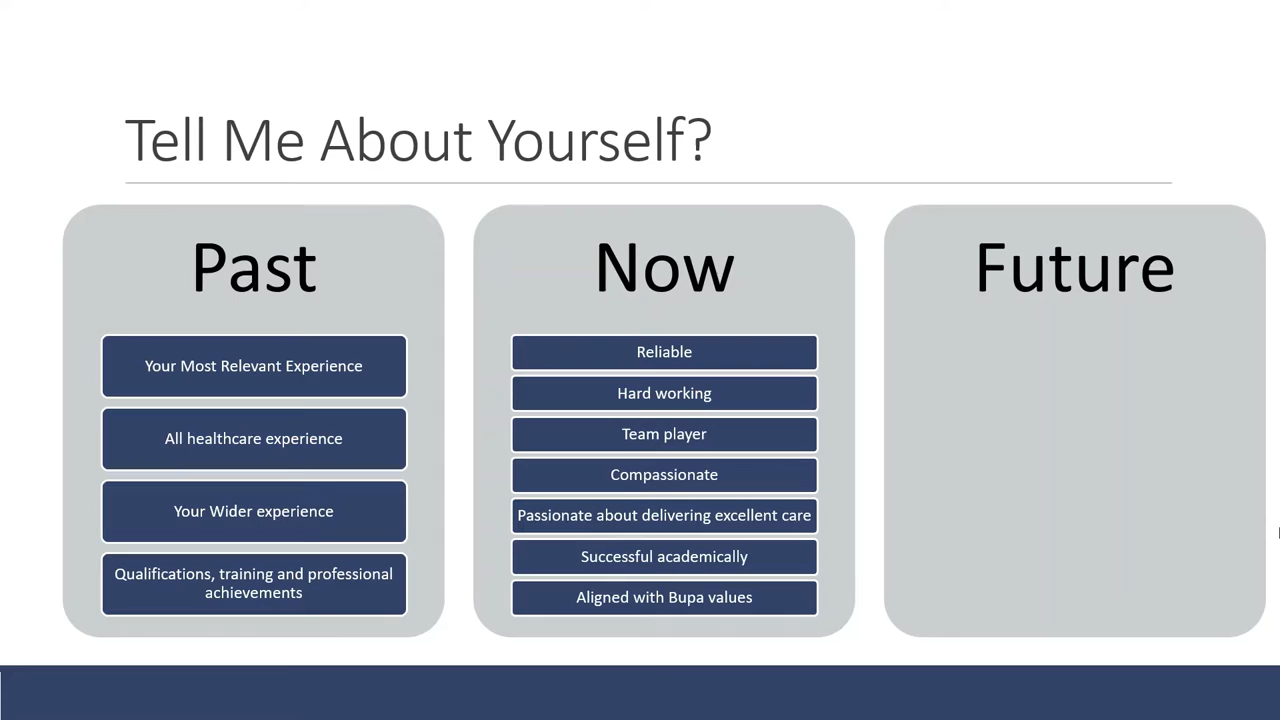 Tell Me About Yourself?
Past
Your Most Relevant Experience
All healthcare experience
Your Wider experience
Qualifications, training and professional
achievements
Now
Reliable
Hard working
Team player
Compassionate
Passionate about delivering excellent care
Successful academically
Aligned with Bupa values
Future